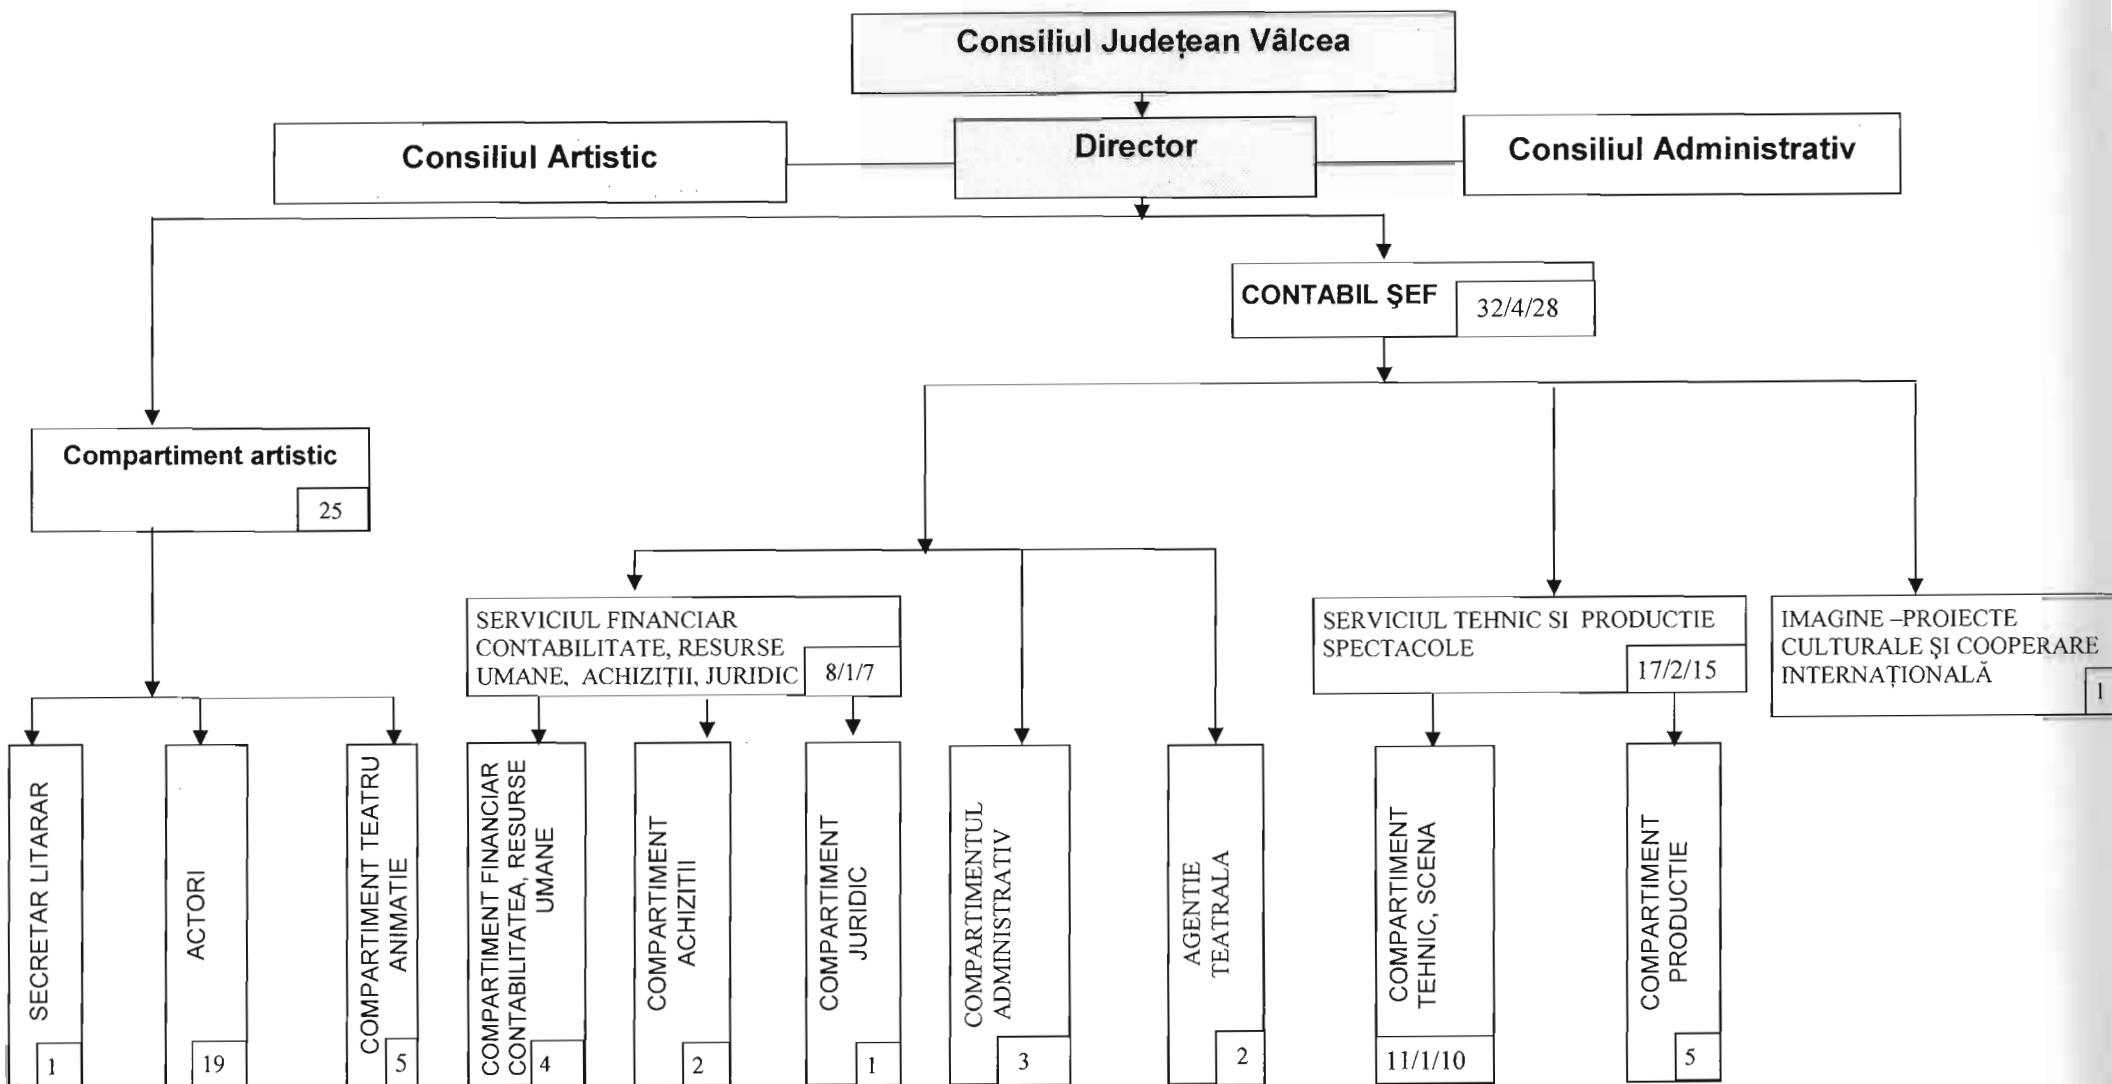 Consiliul Județean Vâlcea
Consiliul Artistic
Director
Consiliul Administrativ
CONTABIL ŞEF
32/4/28
Compartiment artistic
25
SERVICIUL FINANCIAR
CONTABILITATE, RESURSE
UMANE, ACHIZIȚII, JURIDIC
8/1/7
SERVICIUL TEHNIC SI PRODUCTIE
SPECTACOLE
17/2/15
IMAGINE –PROIECTE
CULTURALE ŞI COOPERARE
INTERNAȚIONALĂ
1
SECRETAR LITARAR
1
ACTORI
19
COMPARTIMENT TEATRU
ANIMATIE
5
COMPARTIMENT FINANCIAR
CONTABILITATEA, RESURSE
UMANE
4
COMPARTIMENT
ACHIZITII
2
COMPARTIMENT
JURIDIC
1
COMPARTIMENTUL
ADMINISTRATIV
3
AGENTIE
TEATRALA
2
COMPARTIMENT
TEHNIC, SCENA
11/1/10
COMPARTIMENT
PRODUCTIE
5